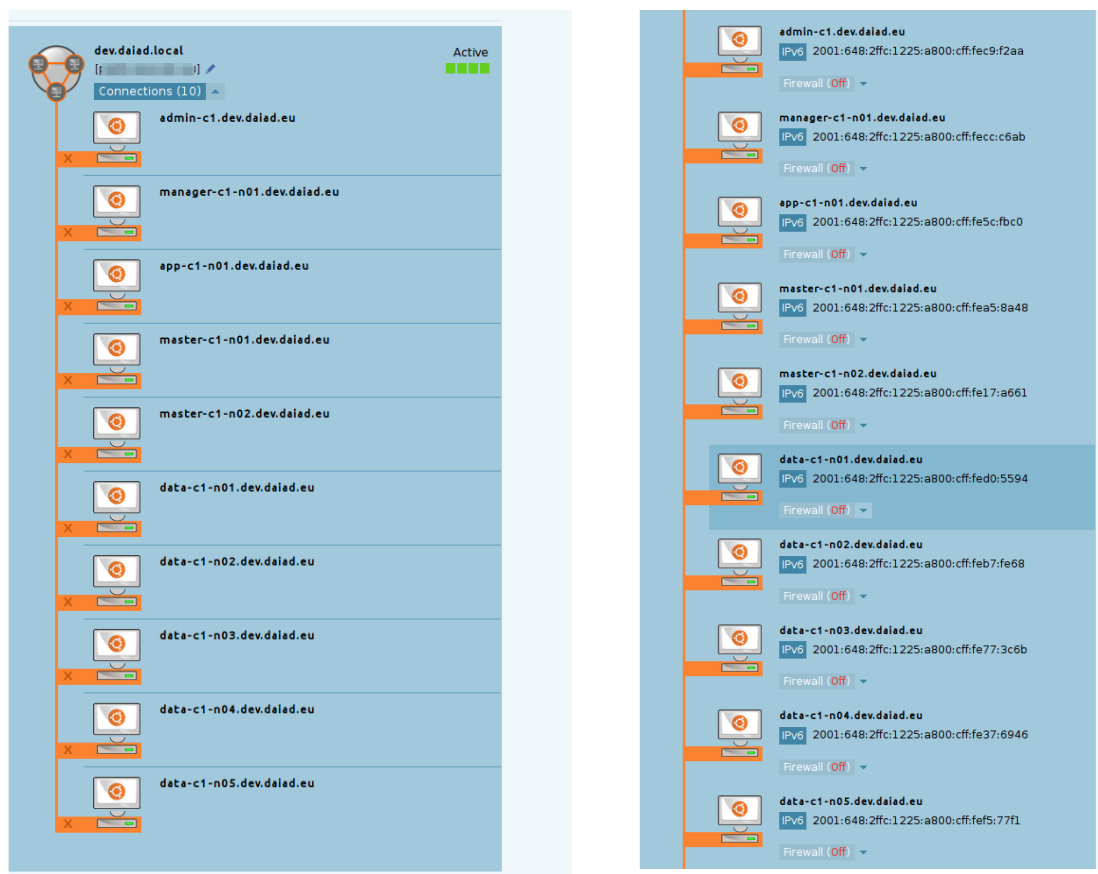 dev.daiad.local
Active
Connections (10)
admin-c1.dev.daiad.eu
X
manager-c1-n01.dev.daiad.eu
X
app-c1-n01.dev.daiad.eu
X
master-c1-n01.dev.daiad.eu
X
master-c1-n02.dev.daiad.eu
X
data-c1-n01.dev.daiad.eu
X
data-c1-n02.dev.daiad.eu
X
data-c1-n03.dev.daiad.eu
X
data-c1-n04.dev.daiad.eu
X
data-c1-n05.dev.daiad.eu
X
admin-c1.dev.daiad.eu
IPv6 2001:648:2ffc:1225:a800:cff:fec9:f2aa
Firewall (Off)
manager-c1-n01.dev.daiad.eu
IPv6 2001:648:2ffc:1225:a800:cff:fecc:c6ab
Firewall (Off)
app-c1-n01.dev.daiad.eu
IPv6 2001:648:2ffc:1225:a800:cff:fe5c:fbc0
Firewall (Off)
master-c1-n01.dev.daiad.eu
IPv6 2001:648:2ffc:1225:a800:cff:fea5:8a48
Firewall (Off)
master-c1-n02.dev.daiad.eu
IPv6 2001:648:2ffc:1225:a800:cff:fe17:a661
Firewall (Off)
data-c1-n01.dev.daiad.eu
IPv6 2001:648:2ffc:1225:a800:cff:fed0:5594
Firewall (Off)
data-c1-n02.dev.daiad.eu
IPv6 2001:648:2ffc:1225:a800:cff:feb7:fe68
Firewall (Off)
data-c1-n03.dev.daiad.eu
IPv6 2001:648:2ffc:1225:a800:cff:fe77:3c6b
Firewall (Off)
data-c1-n04.dev.daiad.eu
IPv6 2001:648:2ffc:1225:a800:cff:fe37:6946
Firewall (Off)
data-c1-n05.dev.daiad.eu
IPv6 2001:648:2ffc:1225:a800:cff:fef5:77f1
Firewall (Off)